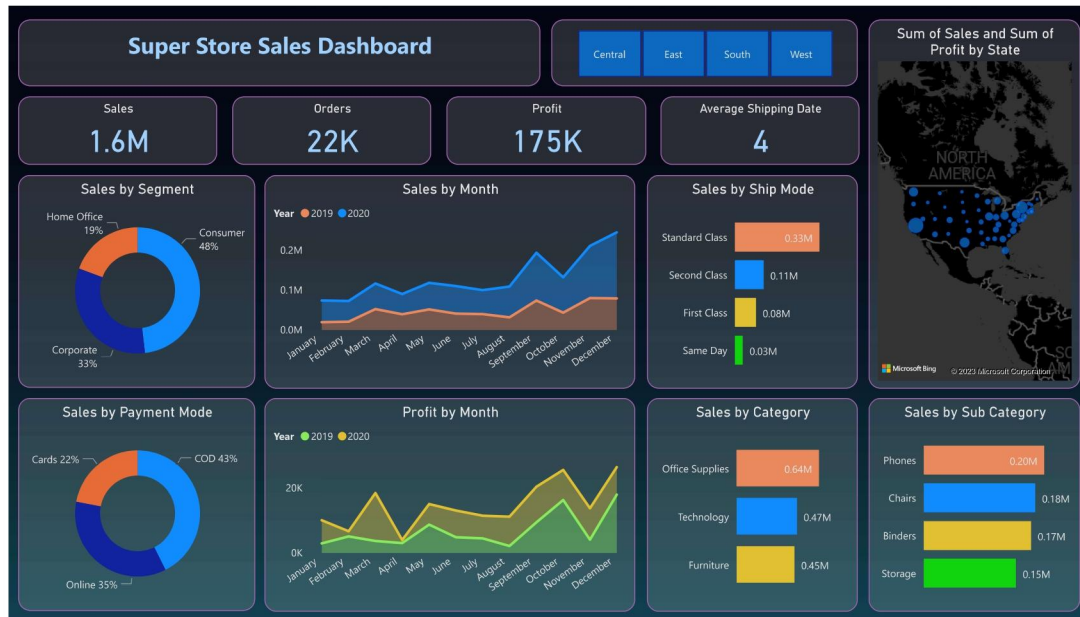 Super Store Sales Dashboard
Central
East
South
West
Sum of Sales and Sum of
Profit by State
NORTH
AMERICA
Microsoft Bing
© 2023 Microsoft Corporation
Sales
1.6M
Orders
22K
Profit
175K
Average Shipping Date
4
Sales by Segment
Home Office
19%
Consumer
48%
Corporate
33%
Sales by Month
Year 2019 2020
0.2M
0.1M
0.0M
January
February
March
April
May
June
July
August
September
October
November
December
Sales by Ship Mode
Standard Class 0.33M
Second Class 0.11M
First Class 0.08M
Same Day 0.03M
Sales by Payment Mode
Cards 22%
COD 43%
Online 35%
Profit by Month
Year 2019 2020
20K
0K
January
February
March
April
May
June
July
August
September
October
November
December
Sales by Category
Office Supplies 0.64M
Technology 0.47M
Furniture 0.45M
Sales by Sub Category
Phones 0.20M
Chairs 0.18M
Binders 0.17M
Storage 0.15M